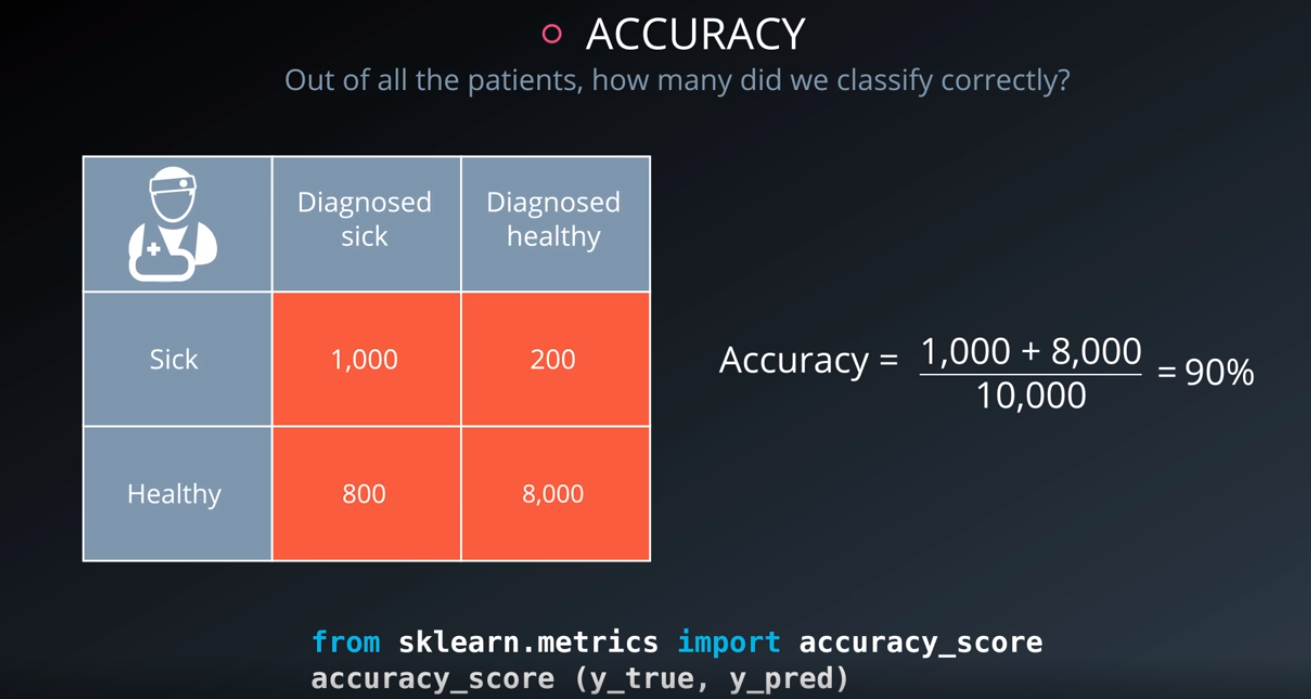 ACCURACY
Out of all the patients, how many did we classify correctly?
Diagnosed
sick
Diagnosed
healthy
Sick
1,000
200
Healthy
800
8,000
Accuracy = 1,000 + 8,000
10,000
= 90%
from sklearn.metrics import accuracy_score
accuracy_score (y_true, y_pred)